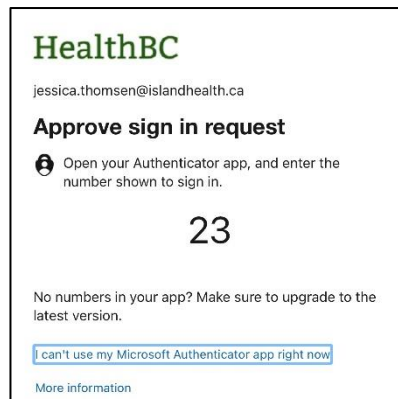 HealthBC
jessica.thomsen@islandhealth.ca
Approve sign in request
Open your Authenticator app, and enter the
number shown to sign in.
23
No numbers in your app? Make sure to upgrade to the
latest version.
I can't use my Microsoft Authenticator app right now
More information